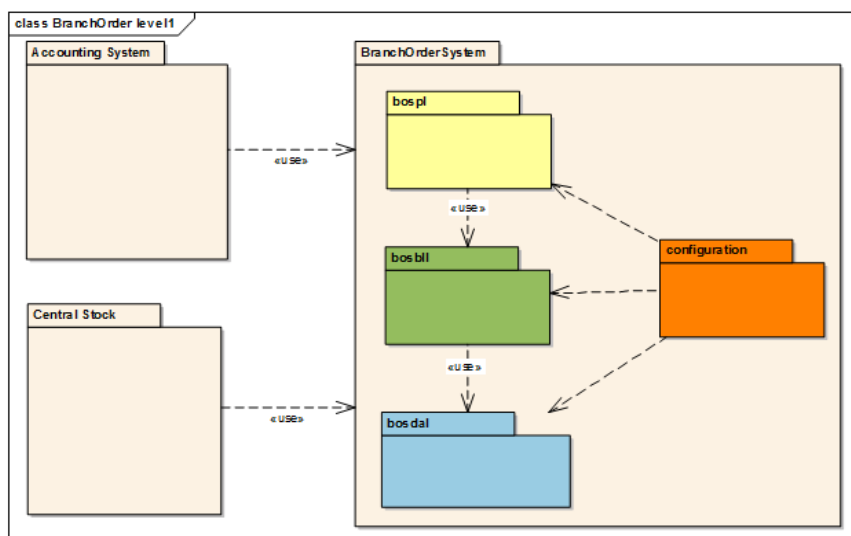 class BranchOrder level1
Accounting System
BranchOrderSystem
bospl
«use»
«use»
bosbll
configuration
Central Stock
«use»
«use»
bosdal